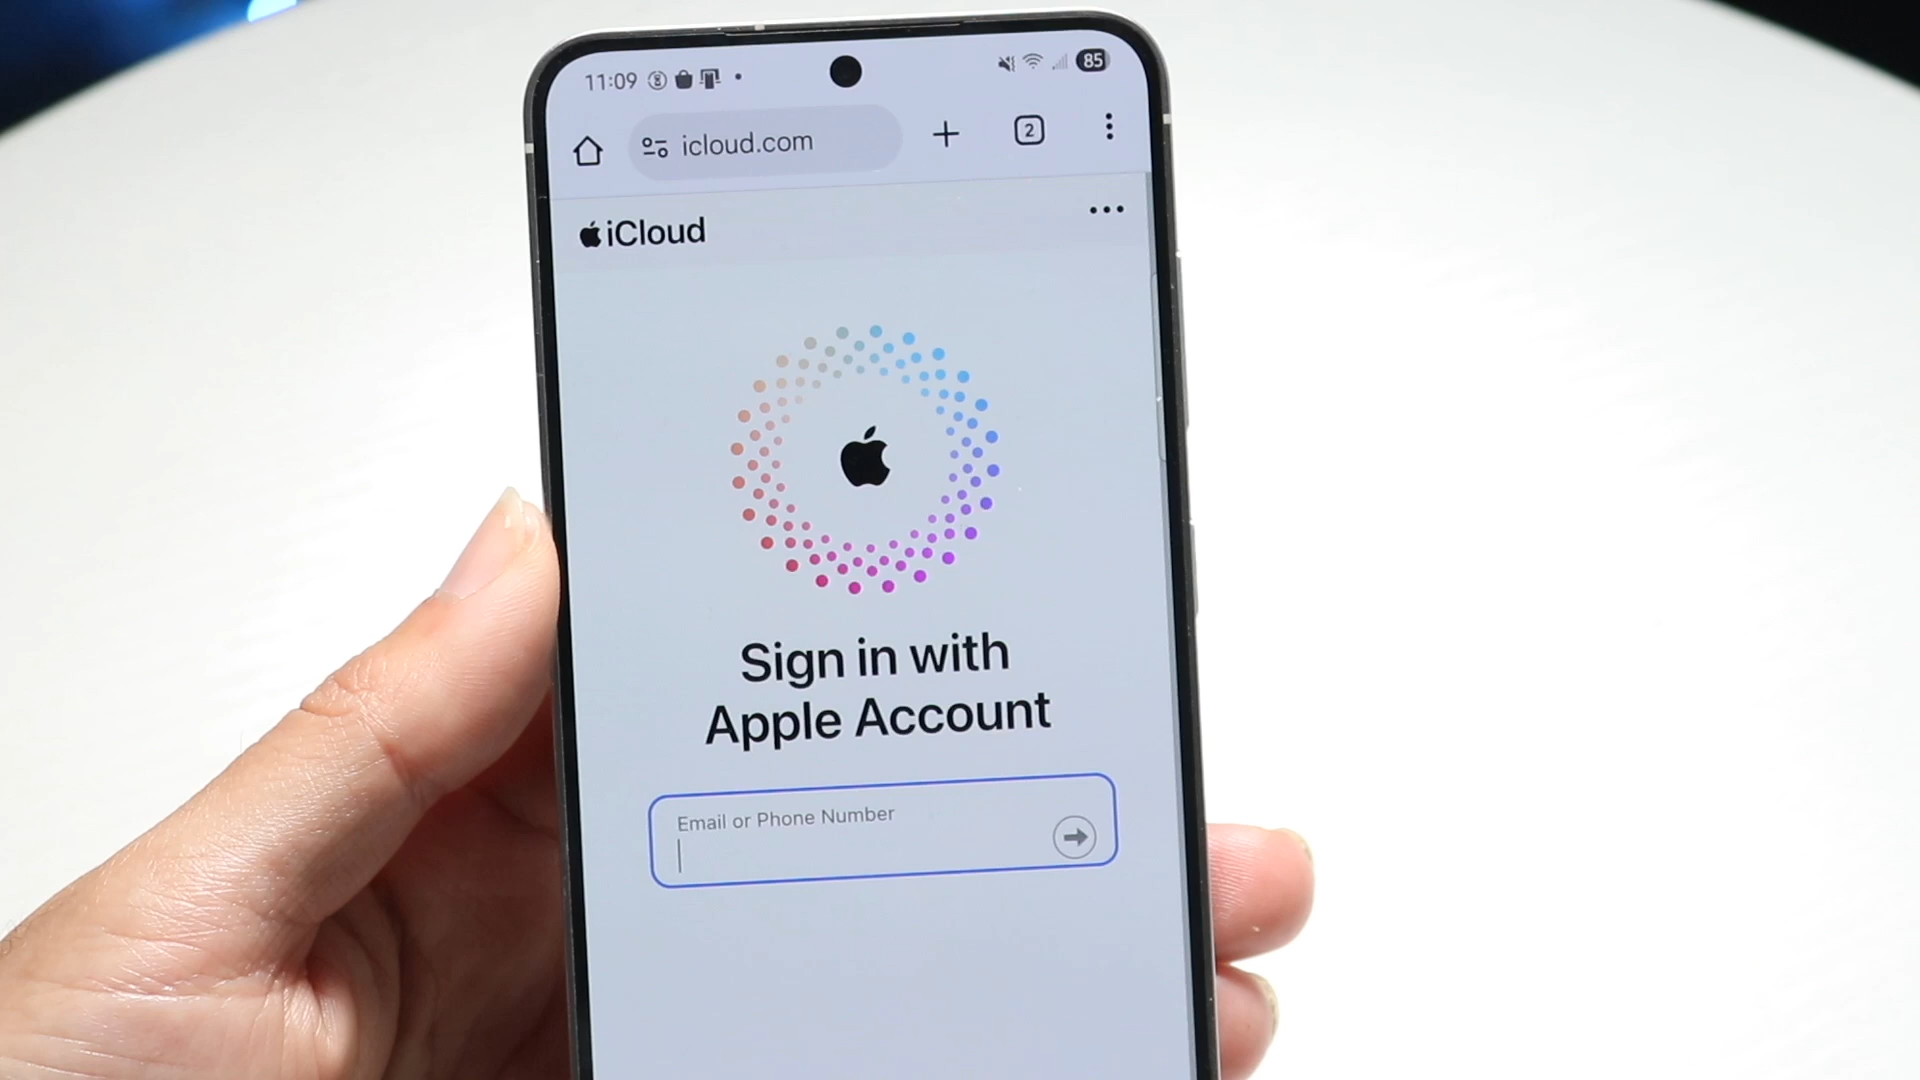 11:09
85
icloud.com
2
iCloud
Sign in with
Apple Account
Email or Phone Number